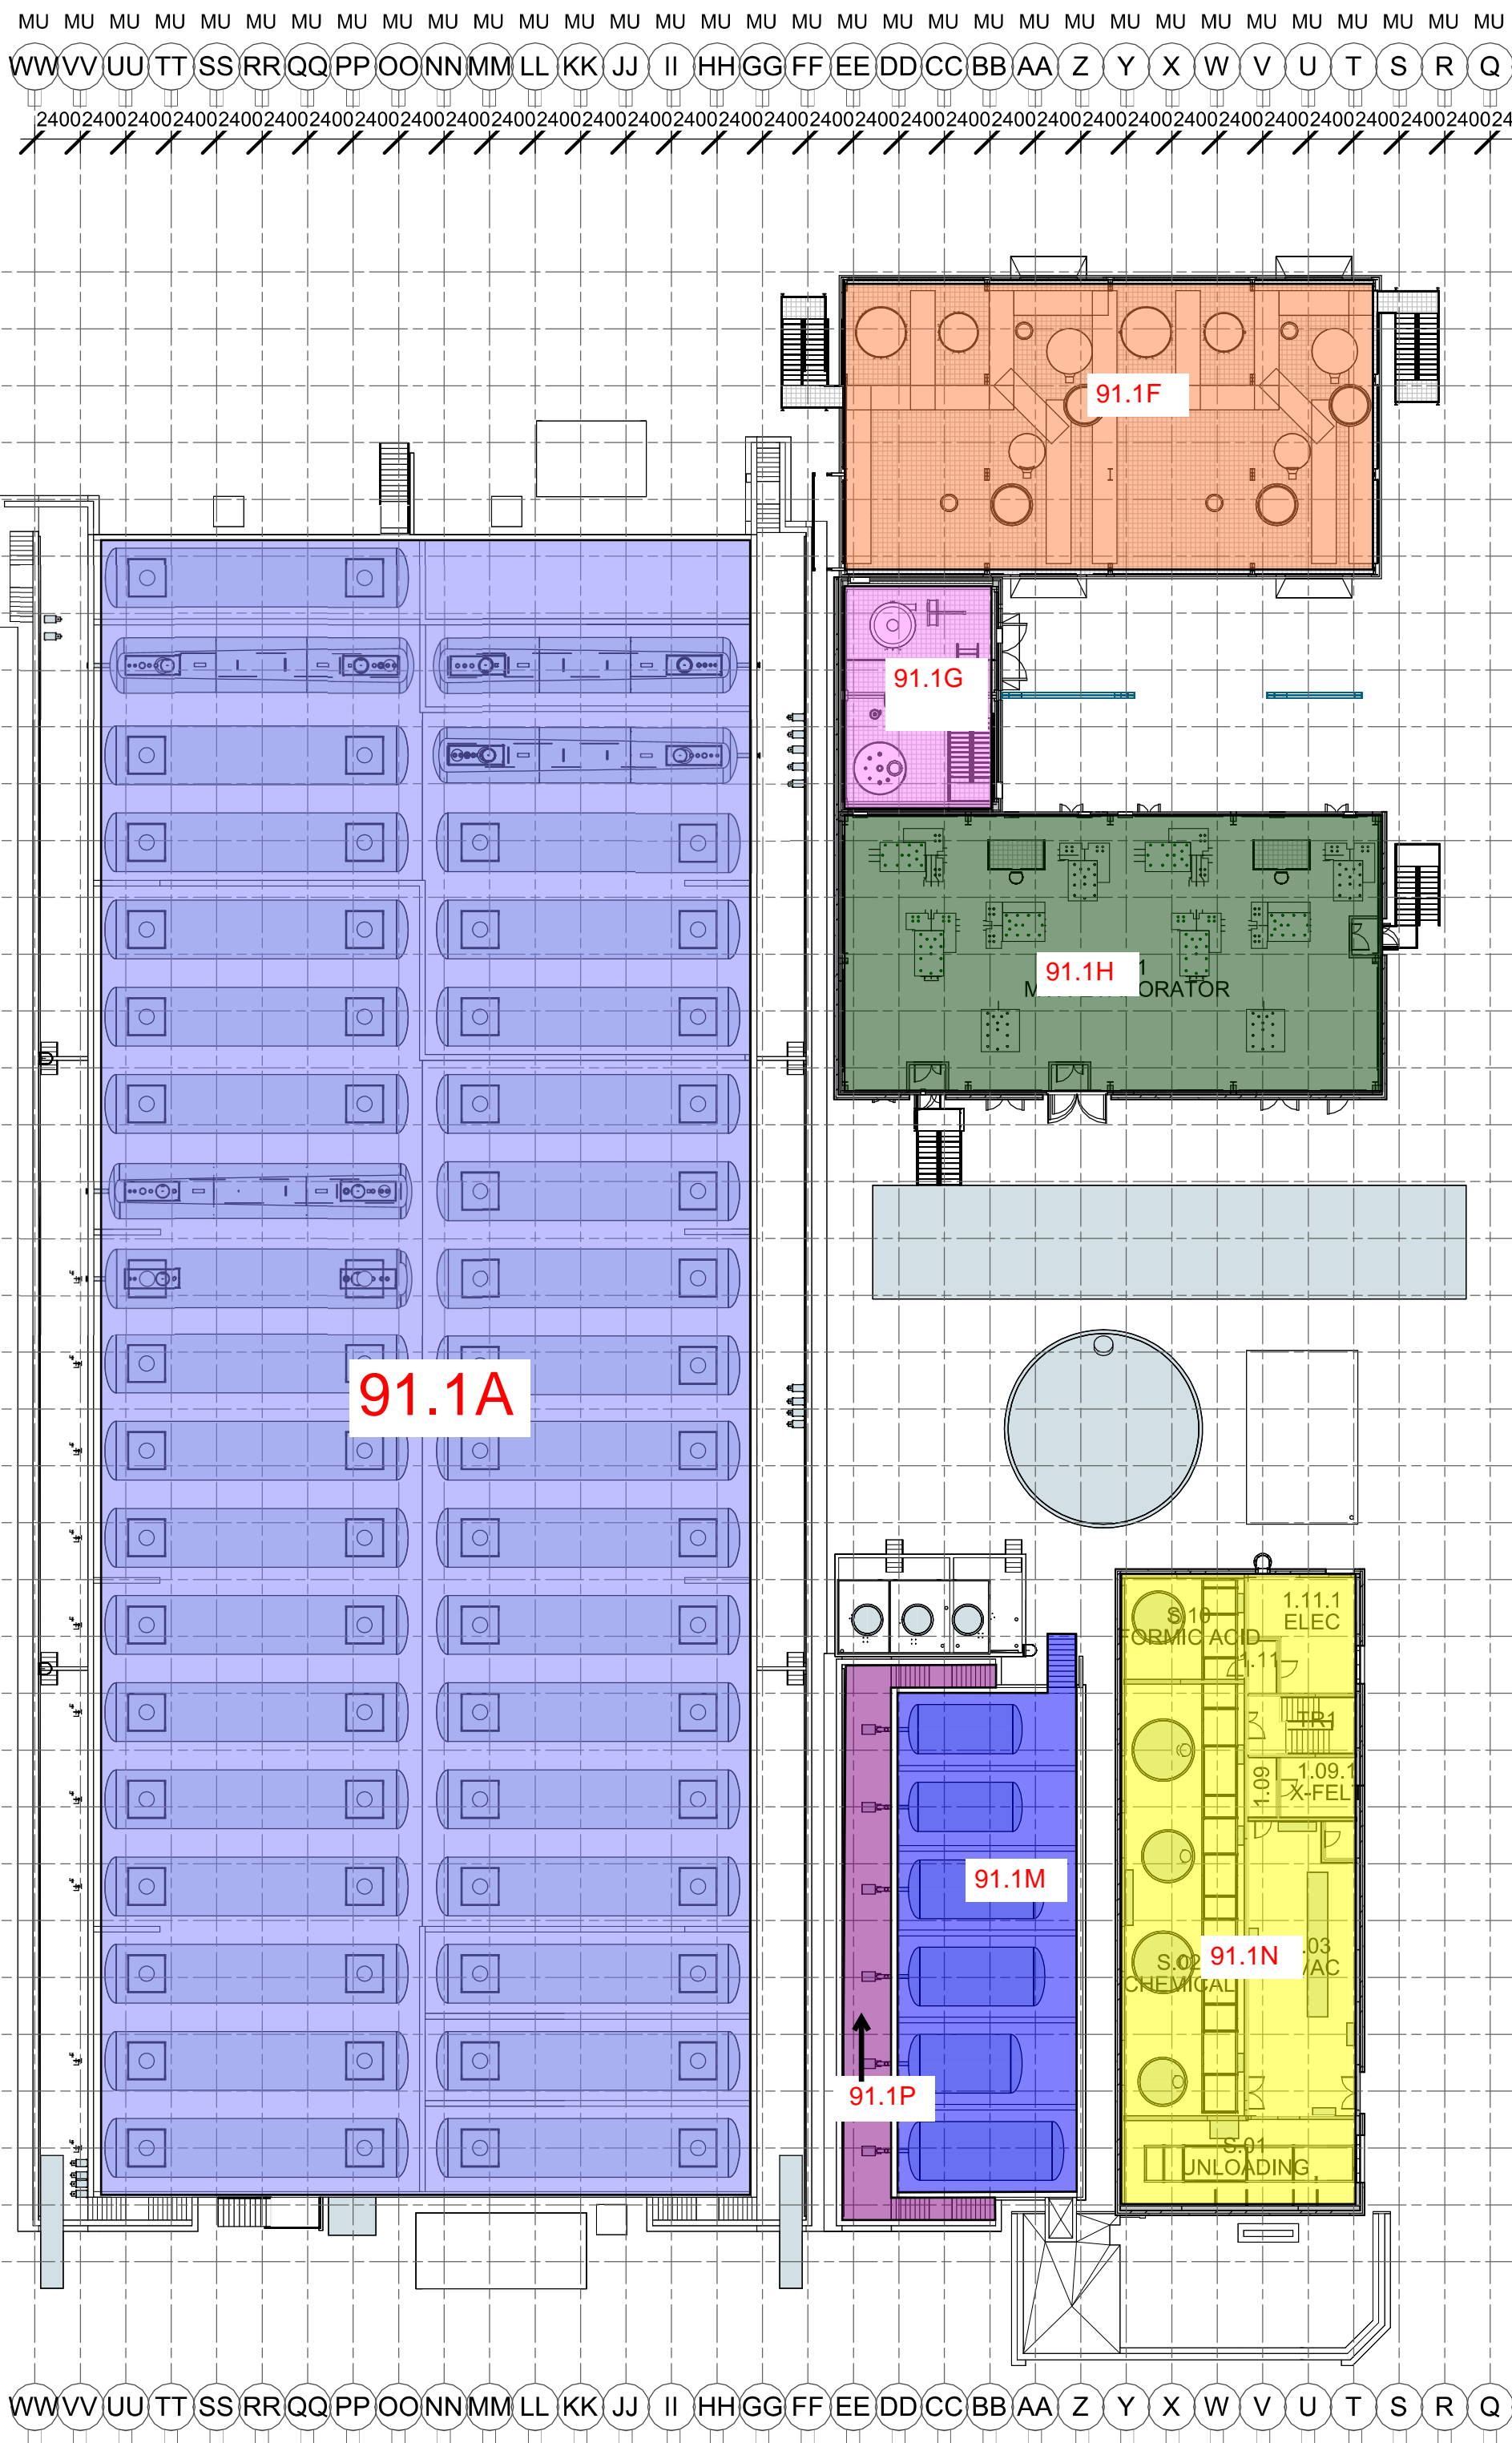 MU MU MU MU MU MU MU MU MU MU MU MU MU MU MU MU MU MU MU MU MU MU MU MU MU MU MU MU MU MU MU MU MU
WW VV UU TT SS RR QQ PP OO NN MM LL KK JJ II HH GG FF EE DD CC BB AA Z Y X W V U T S R Q
2400 2400 2400 2400 2400 2400 2400 2400 2400 2400 2400 2400 2400 2400 2400 2400 2400 2400 2400 2400 2400 2400 2400 2400 2400 2400 2400 2400 2400 2400 2400 2400 24
91.1F
91.1G
91.1H
ORATOR
91.1A
S.10
FORMIC ACID
1.11.1
ELEC
1.11
TR1
1.09
1.09.1
X-FEL
91.1M
91.1N
S.02
CHEMICAL
.03
91.1P
S.01
UNLOADING
WW VV UU TT SS RR QQ PP OO NN MM LL KK JJ II HH GG FF EE DD CC BB AA Z Y X W V U T S R Q